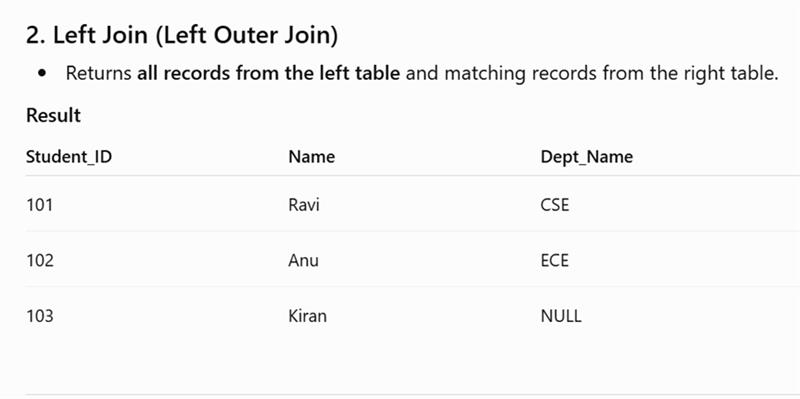 2. Left Join (Left Outer Join)
• Returns all records from the left table and matching records from the right table.
Result
Student_ID Name Dept_Name
101 Ravi CSE
102 Anu ECE
103 Kiran NULL